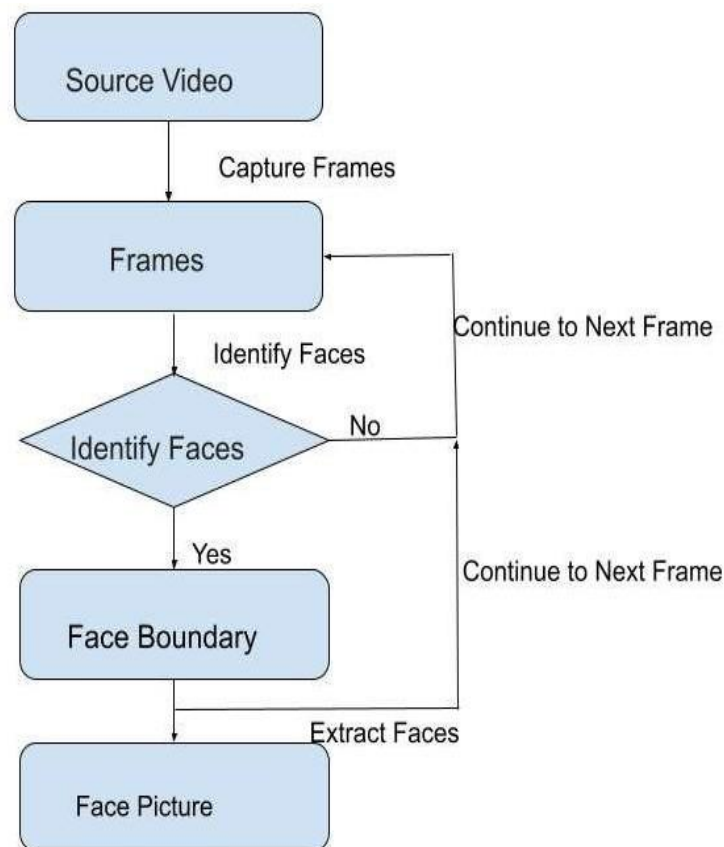 Source Video
Capture Frames
Frames
Continue to Next Frame
Identify Faces
No
Identify Faces
Yes
Continue to Next Frame
Face Boundary
Extract Faces
Face Picture